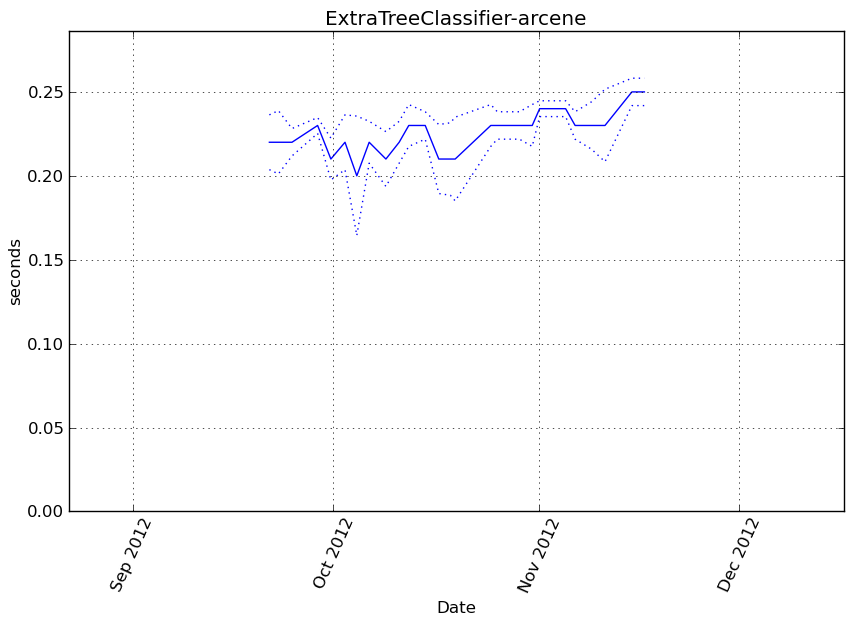 ExtraTreeClassifier-arcene
0.25
0.20
0.15
0.10
0.05
0.00
seconds
Sep 2012
Oct 2012
Nov 2012
Dec 2012
Date